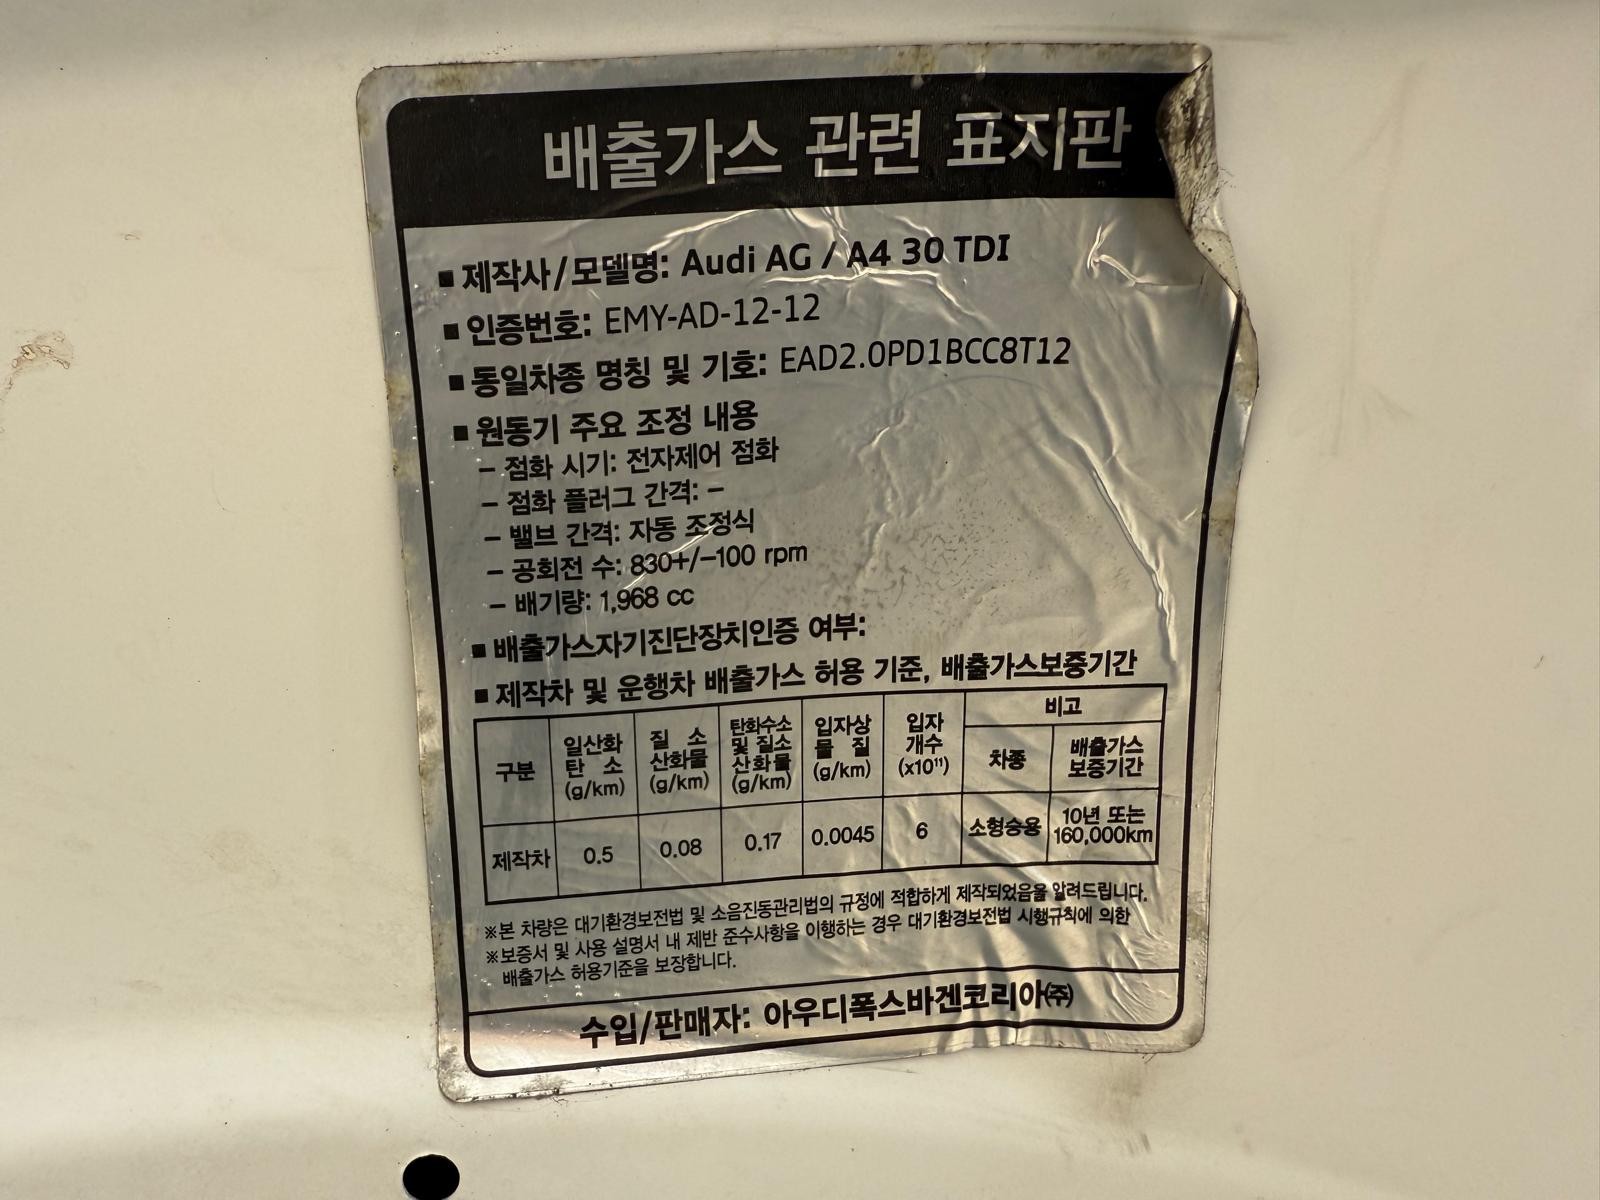 배출가스 관련 표지판
■ 제작사/모델명: Audi AG / A4 30 TDI
■ 인증번호: EMY-AD-12-12
■ 동일차종 명칭 및 기호: EAD2.0PD1BCC8T12
■ 원동기 주요 조정 내용
– 점화 시기: 전자제어 점화
– 점화 플러그 간격: –
– 밸브 간격: 자동 조정식
– 공회전 수: 830+/–100 rpm
– 배기량: 1,968 cc
■ 배출가스자기진단장치인증 여부:
■ 제작차 및 운행차 배출가스 허용 기준, 배출가스보증기간
구분 일산화탄소 (g/km) 질소산화물 (g/km) 탄화수소 및 질소산화물 (g/km) 입자상물질 (g/km) 입자개수 (x10¹¹) 비고
차종 배출가스 보증기간
제작차 0.5 0.08 0.17 0.0045 6 소형승용 10년 또는 160,000km
※본 차량은 대기환경보전법 및 소음진동관리법의 규정에 적합하게 제작되었음을 알려드립니다.
※보증서 및 사용 설명서 내 제반 준수사항을 이행하는 경우 대기환경보전법 시행규칙에 의한
배출가스 허용기준을 보장합니다.
수입/판매자: 아우디폭스바겐코리아㈜